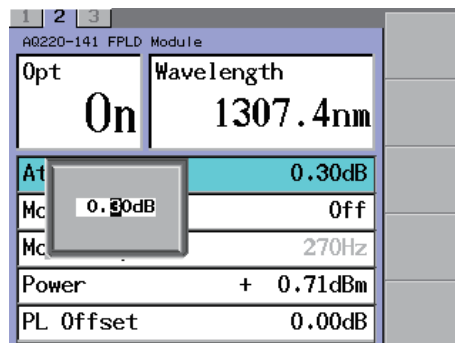 1 2 3
AQ220-141 FPLD Module
Opt Wavelength
On 1307.4nm
At 0.30dB
0.30dB
Mo Off
Mo 270Hz
Power + 0.71dBm
PL Offset 0.00dB